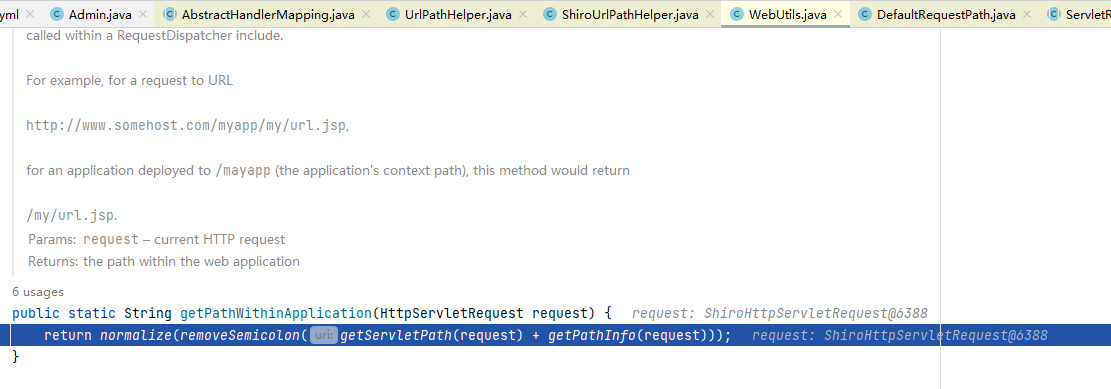 yml Admin.java AbstractHandlerMapping.java UrlPathHelper.java ShiroUrlPathHelper.java WebUtils.java DefaultRequestPath.java ServletR
called within a RequestDispatcher include.
For example, for a request to URL
http://www.somehost.com/myapp/my/url.jsp,
for an application deployed to /mayapp (the application's context path), this method would return
/my/url.jsp.
Params: request – current HTTP request
Returns: the path within the web application
6 usages
public static String getPathWithinApplication(HttpServletRequest request) { request: ShiroHttpServletRequest@6388
return normalize(removeSemicolon( uri: getServletPath(request) + getPathInfo(request))); request: ShiroHttpServletRequest@6388
}